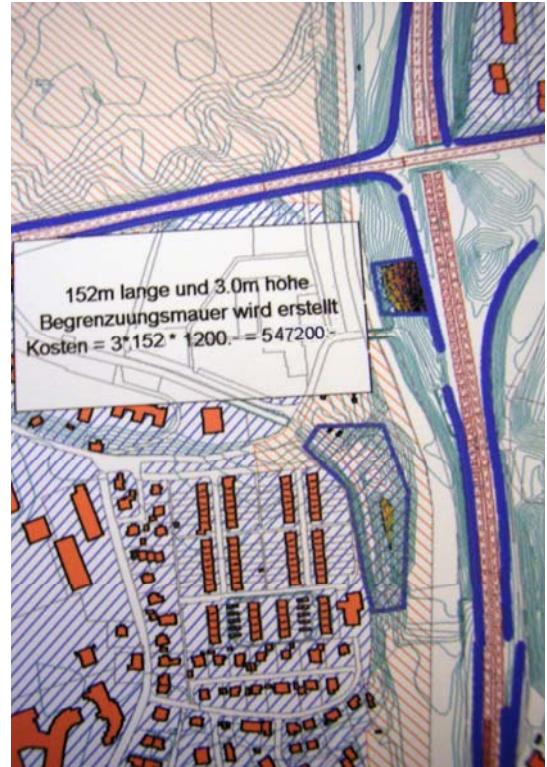 152m lange und 3.0m hohe
Begrenzuungsmauer wird erstellt
Kosten = 3*152 * 1200.- = 547200.-